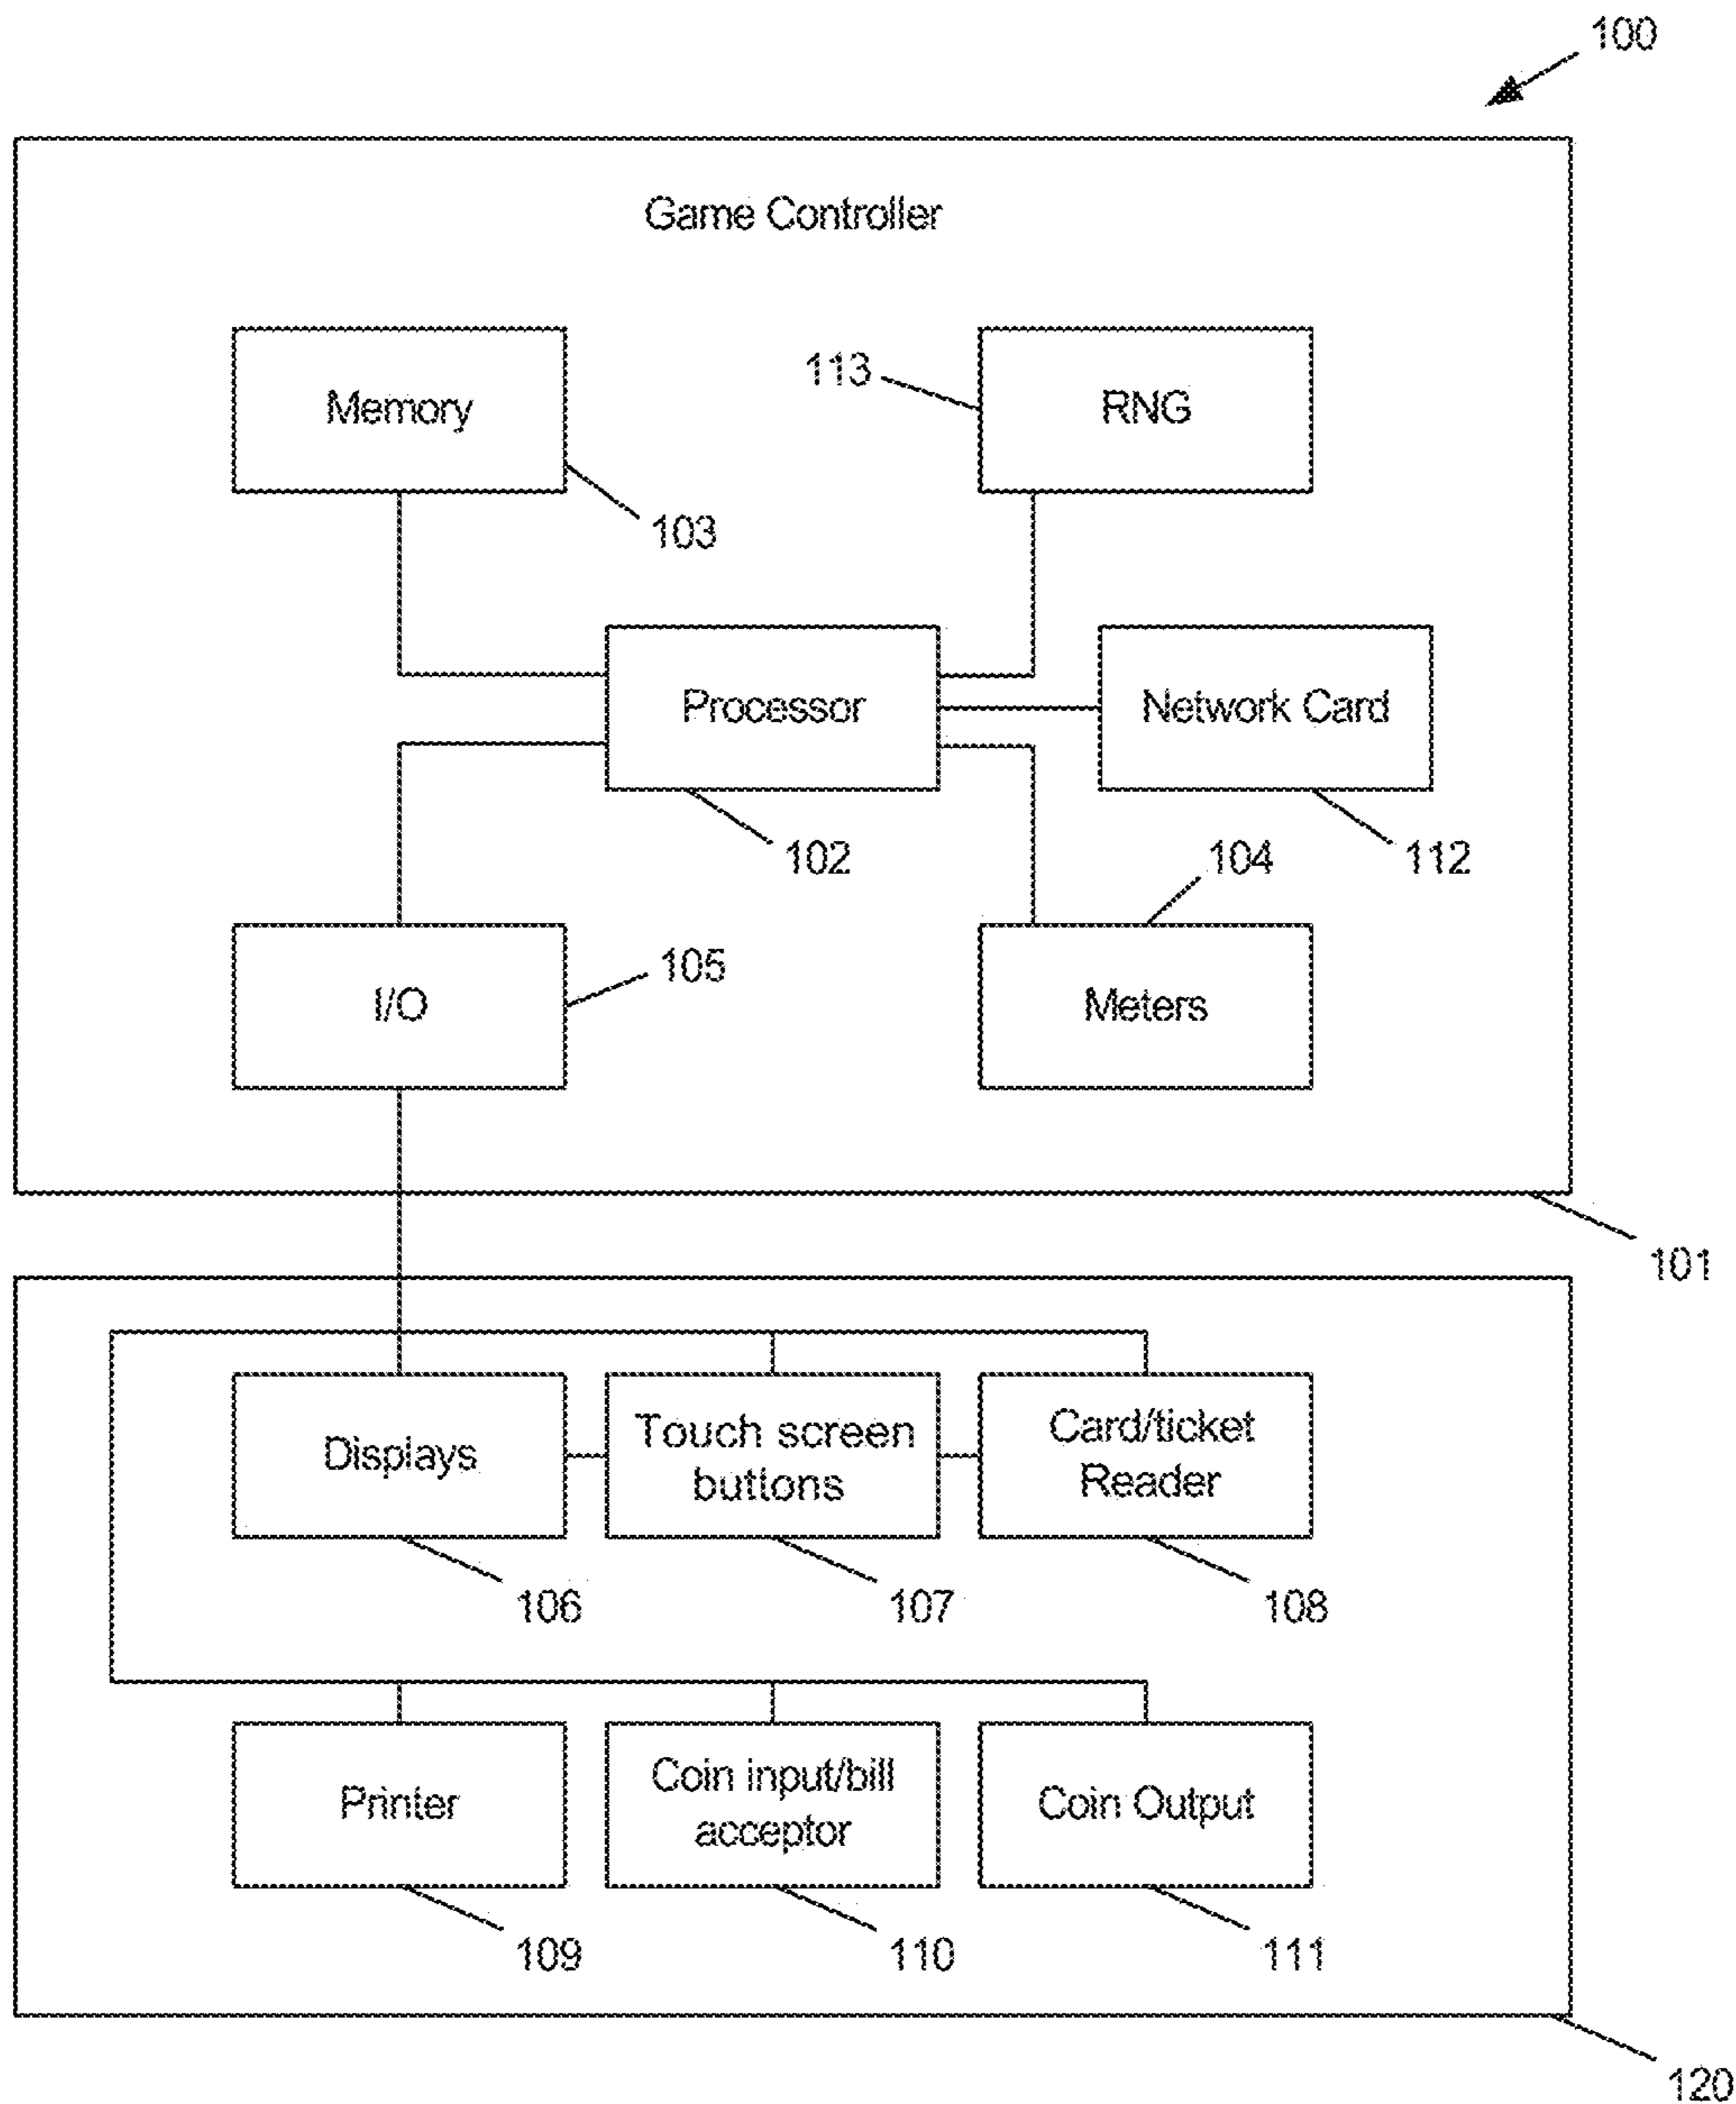 100
Game Controller
Memory
113
RNG
103
Processor
Network Card
102
104
112
I/O
105
Meters
101
Displays
Touch screen
buttons
Card/ticket
Reader
106
107
108
Printer
Coin input/bill
acceptor
Coin Output
109
110
111
120